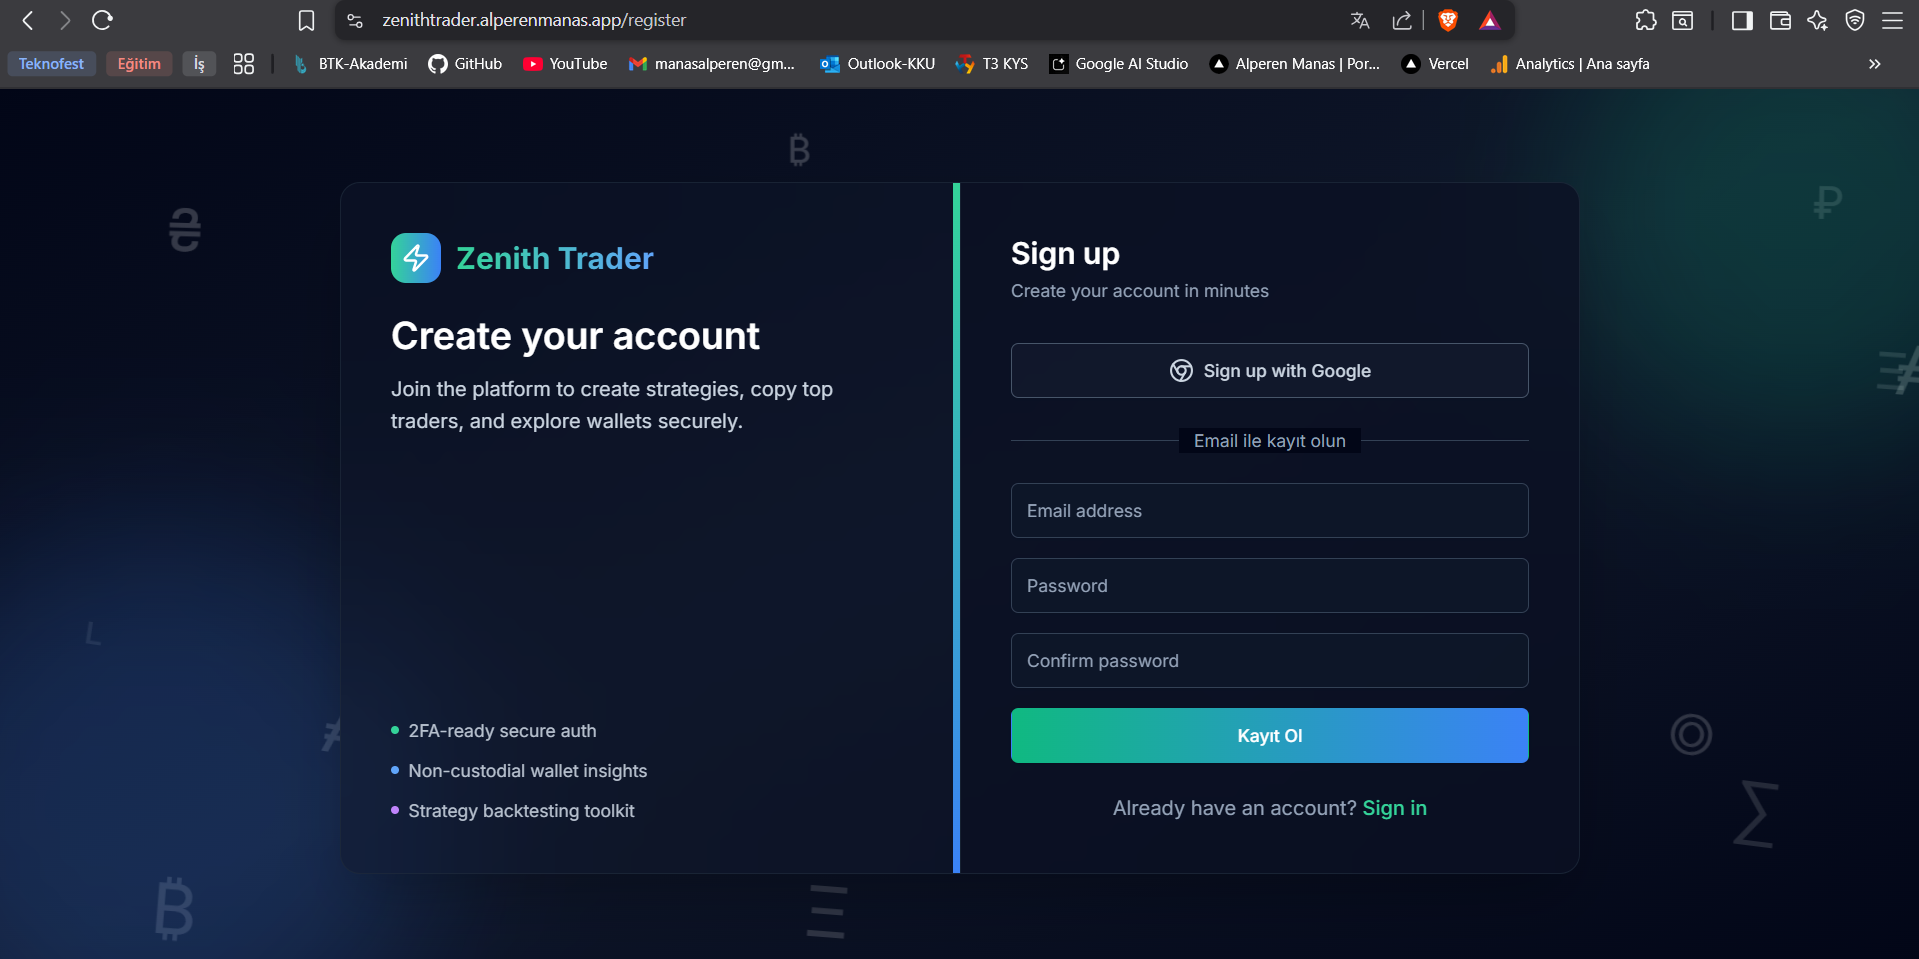 zenithtrader.alperenmanas.app/register
Teknofest
Eğitim
İş
BTK-Akademi
GitHub
YouTube
manasalperen@gm...
Outlook-KKU
T3 KYS
Google AI Studio
Alperen Manas | Por...
Vercel
Analytics | Ana sayfa
Zenith Trader
Create your account
Join the platform to create strategies, copy top
traders, and explore wallets securely.
2FA-ready secure auth
Non-custodial wallet insights
Strategy backtesting toolkit
Sign up
Create your account in minutes
Sign up with Google
Email ile kayıt olun
Email address
Password
Confirm password
Kayıt Ol
Already have an account? Sign in